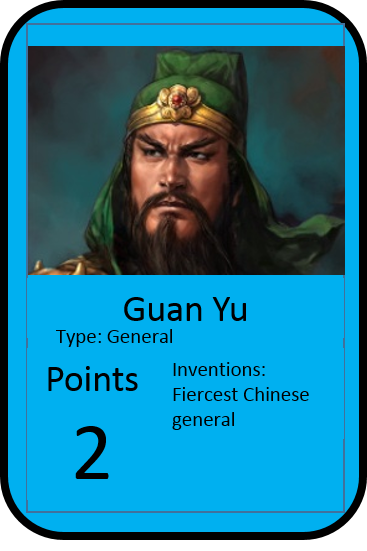 Guan Yu
Type: General
Points
2
Inventions:
Fiercest Chinese
general